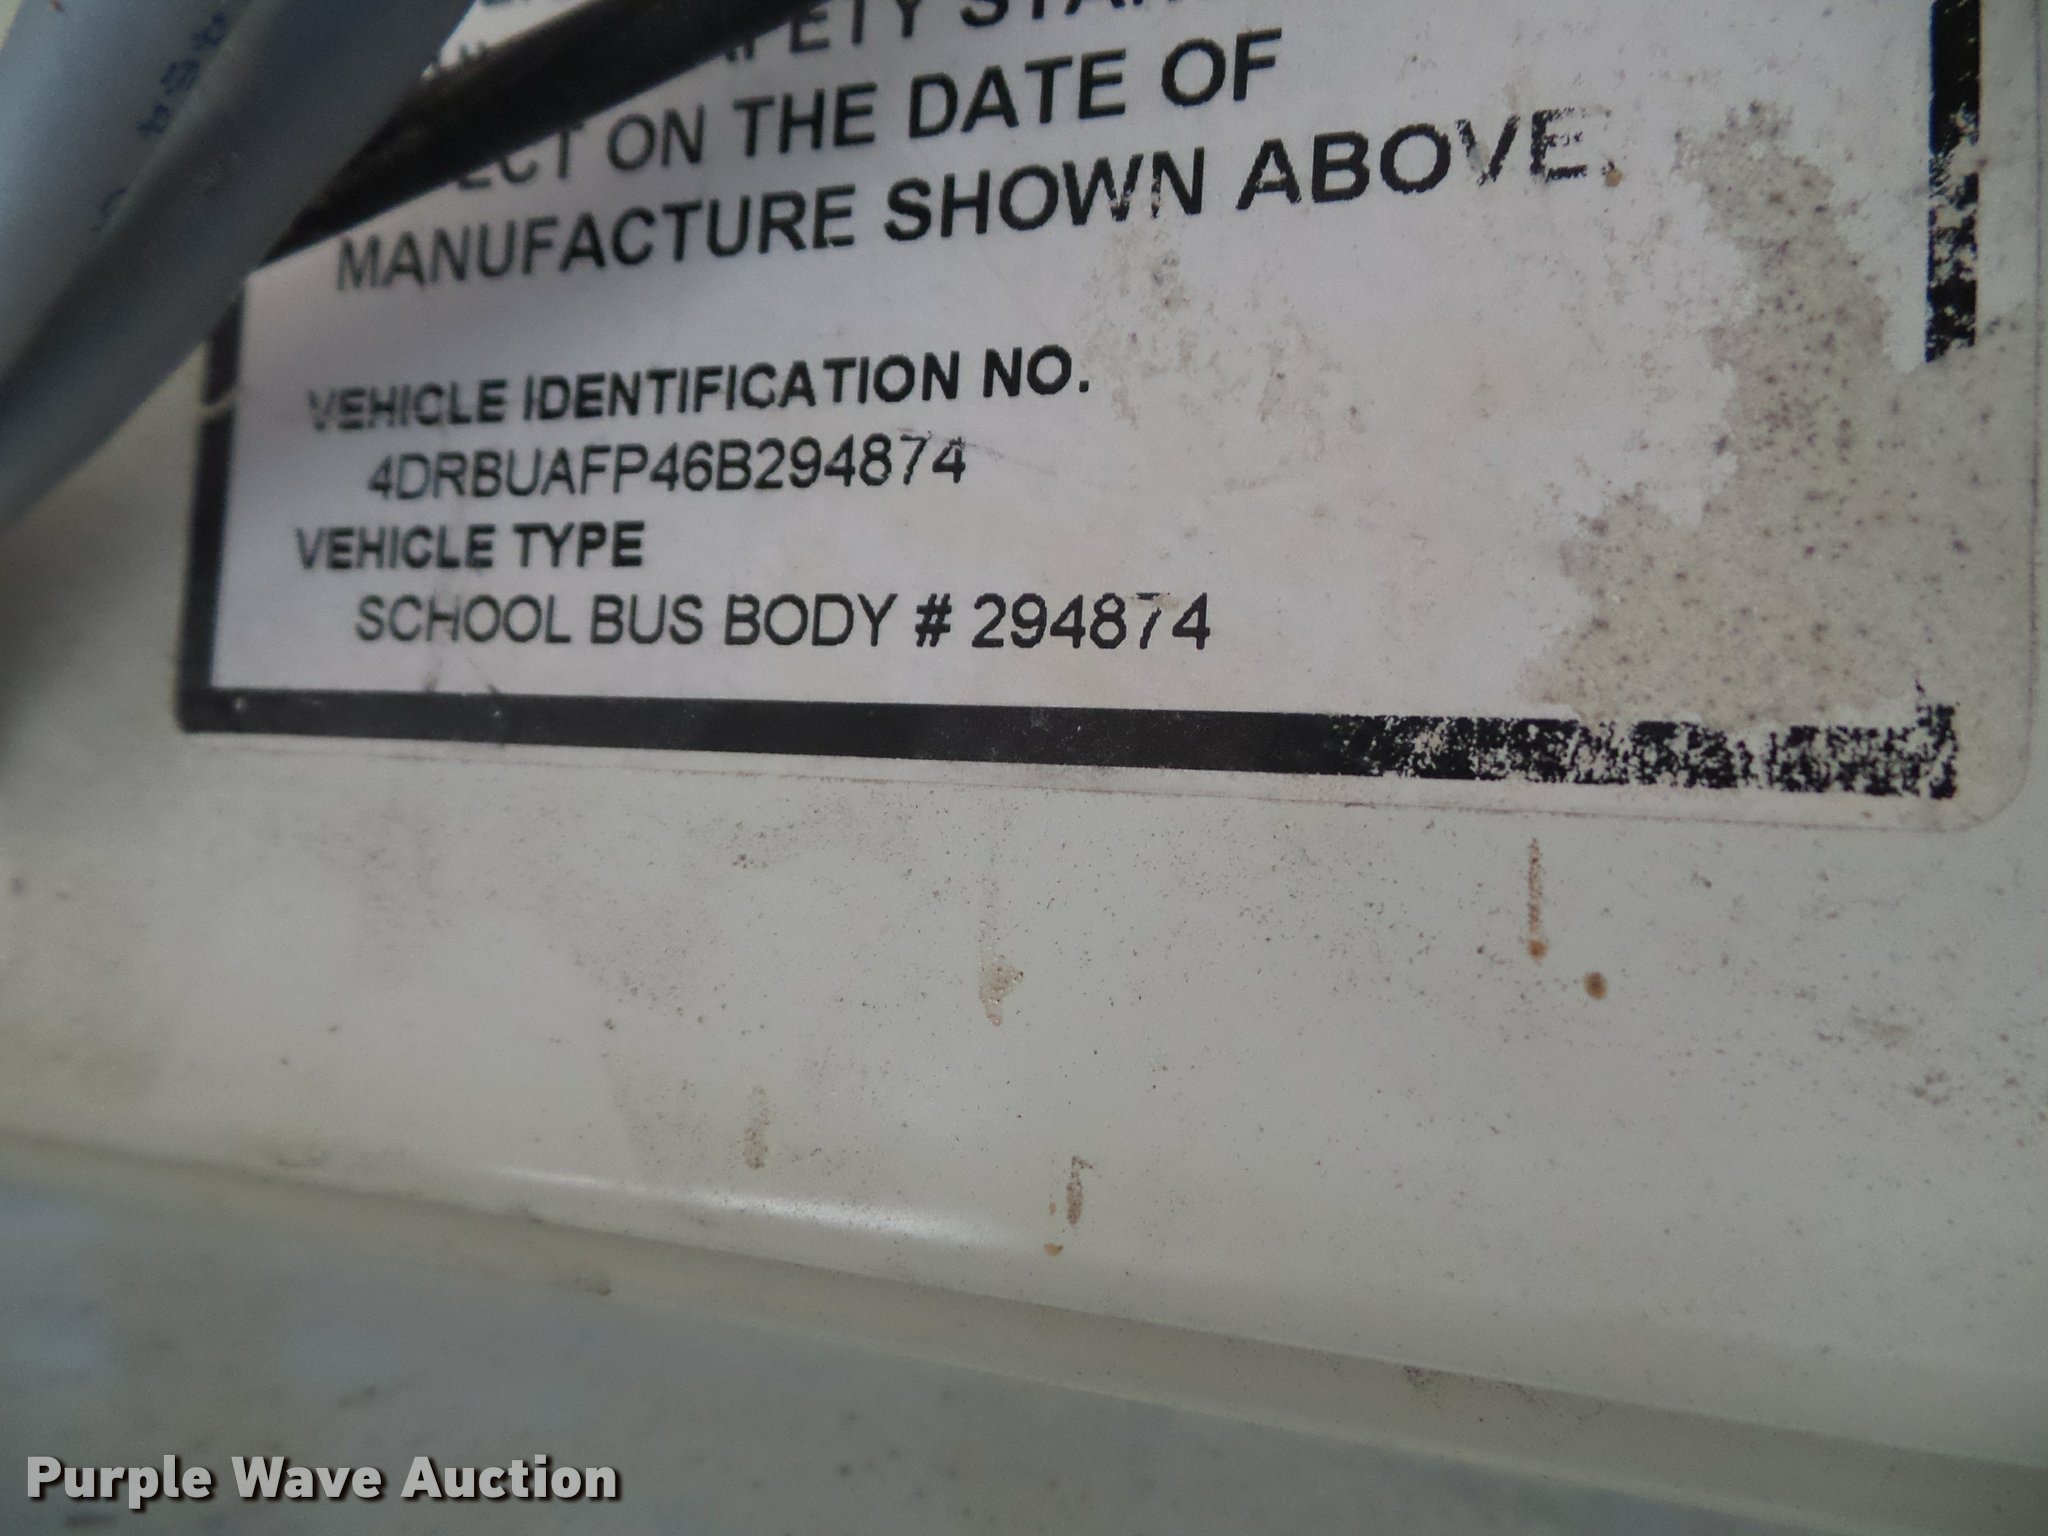 SAFETY
ON THE DATE OF
MANUFACTURE SHOWN ABOVE.
VEHICLE IDENTIFICATION NO.
4DRBUAFP46B294874
VEHICLE TYPE
SCHOOL BUS BODY # 294874
Purple Wave Auction